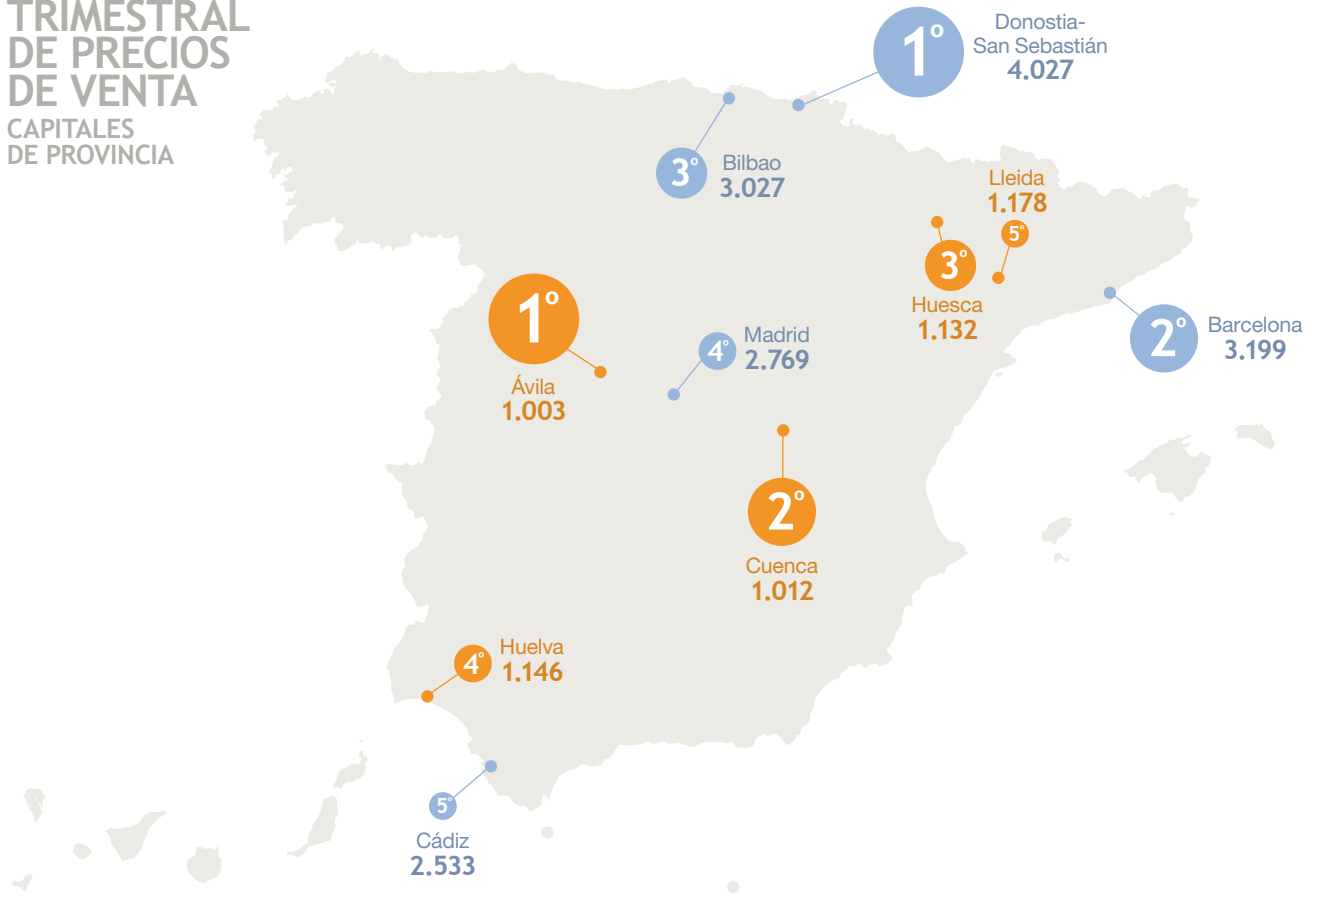 TRIMESTRAL
DE PRECIOS
DE VENTA
CAPITALES
DE PROVINCIA
1º
Donostia-
San Sebastián
4.027
3º
Bilbao
3.027
Lleida
1.178
5º
3º
Huesca
1.132
2º
Barcelona
3.199
1º
Ávila
1.003
4º
Madrid
2.769
2º
Cuenca
1.012
4º
Huelva
1.146
5º
Cádiz
2.533